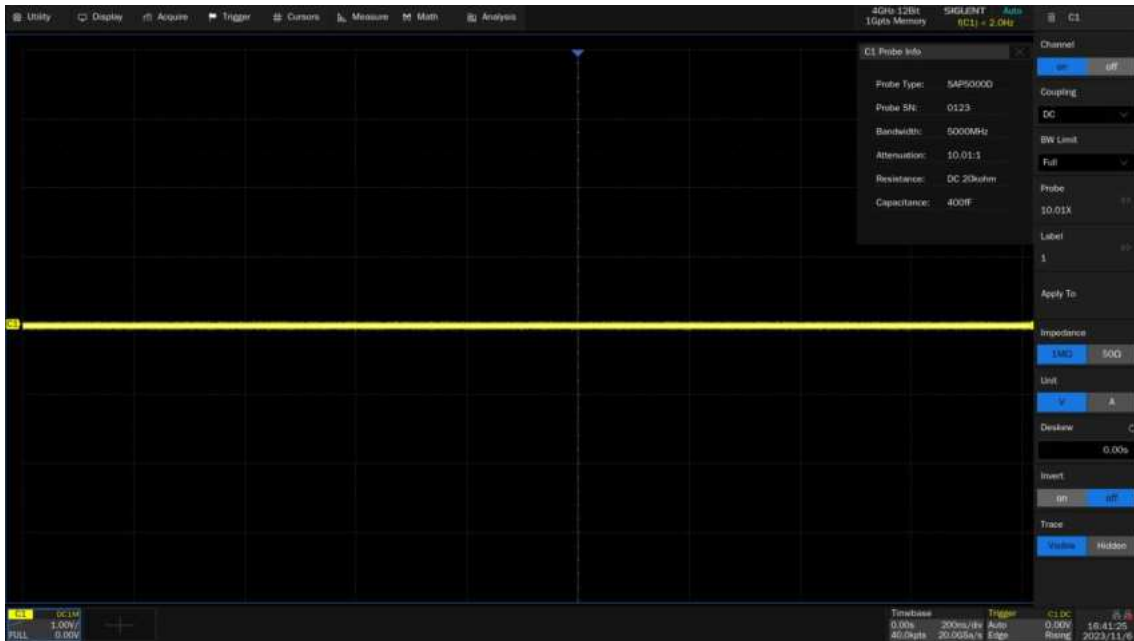 Utility Display Acquire Trigger Cursors Measure Math Analysis
4GHz 12Bit SIGLENT Auto
1Gpts Memory f(C1) < 2.0Hz
C1
C1 Probe Info
Probe Type: SAP5000D
Probe SN: 0123
Bandwidth: 5000MHz
Attenuation: 10.01:1
Resistance: DC 20kohm
Capacitance: 400fF
Channel
on off
Coupling
DC
BW Limit
Full
Probe
10.01X
Label
1
Apply To
Impedance
1MΩ 50Ω
Unit
V A
Deskew
0.00s
Invert
on off
Trace
Visible Hidden
C1
C1 DC1M
1.00V/
FULL 0.00V
Timebase
0.00s 200ns/div
40.0kpts 20.0GSa/s
Trigger C1 DC
Auto 0.00V
Edge Rising
16:41:25